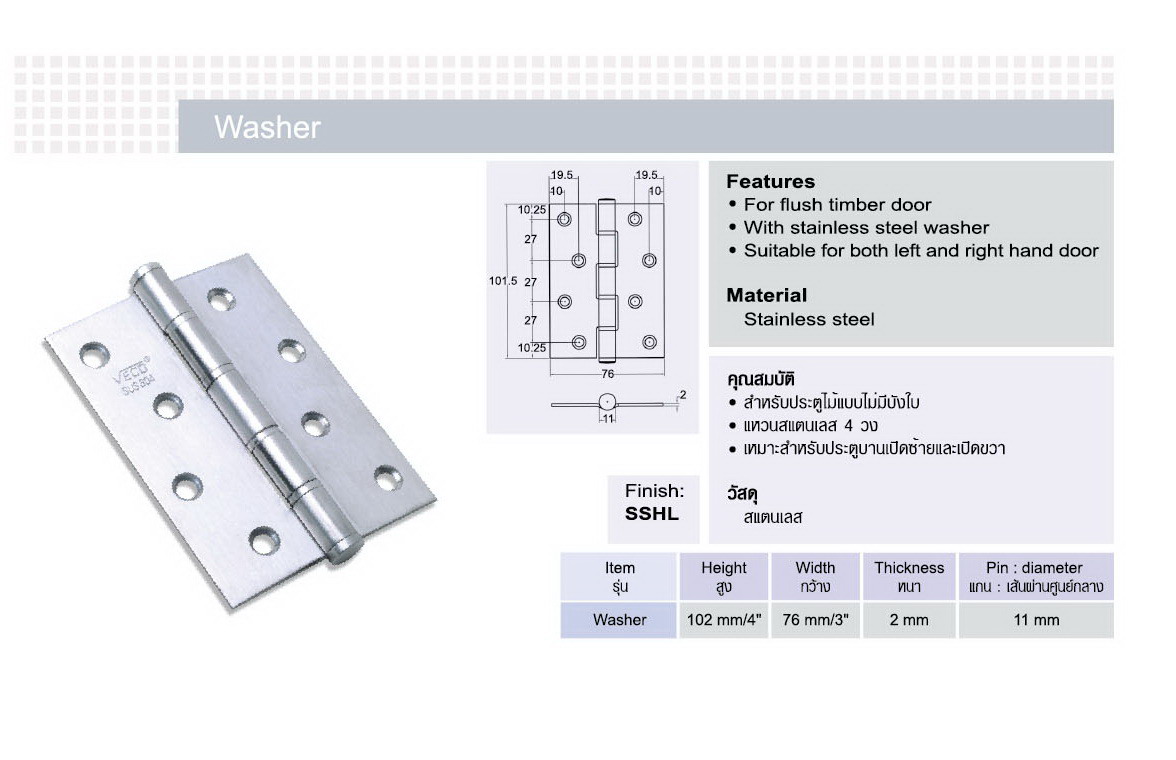 Washer
19.5
19.5
10
10
10.25
27
101.5
27
27
10.25
76
2
11
VECO®
SUS304
Features
• For flush timber door
• With stainless steel washer
• Suitable for both left and right hand door
Material
Stainless steel
คุณสมบัติ
• สำหรับประตูไม้แบบไม่มีบังใบ
• แหวนสแตนเลส 4 วง
• เหมาะสำหรับประตูบานเปิดซ้ายและเปิดขวา
วัสดุ
สแตนเลส
Finish:
SSHL
Item Height Width Thickness Pin : diameter
รุ่น สูง กว้าง หนา แกน : เส้นผ่านศูนย์กลาง
Washer 102 mm/4" 76 mm/3" 2 mm 11 mm